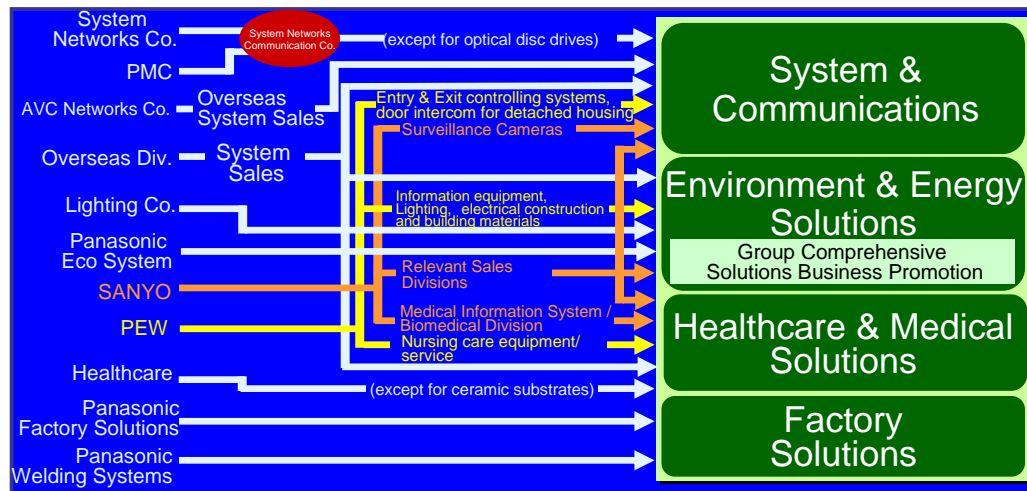 System
Networks Co.
System Networks
Communication Co.
(except for optical disc drives)
PMC
AVC Networks Co.
Overseas
System Sales
Entry & Exit controlling systems,
door intercom for detached housing
Surveillance Cameras
Overseas Div.
System
Sales
Lighting Co.
Information equipment,
Lighting, electrical construction
and building materials
Panasonic
Eco System
SANYO
Relevant Sales
Divisions
PEW
Medical Information System /
Biomedical Division
Nursing care equipment/
service
Healthcare
(except for ceramic substrates)
Panasonic
Factory Solutions
Panasonic
Welding Systems
System &
Communications
Environment & Energy
Solutions
Group Comprehensive
Solutions Business Promotion
Healthcare & Medical
Solutions
Factory
Solutions